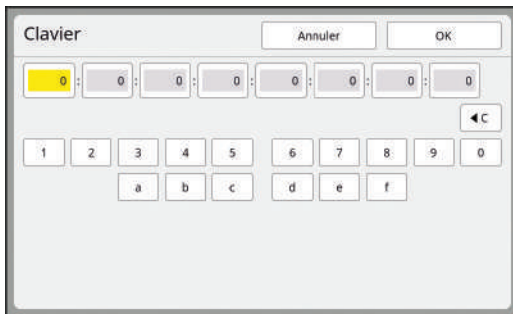 Clavier Annuler OK
0 : 0 : 0 : 0 : 0 : 0 : 0 : 0
◀C
1 2 3 4 5 6 7 8 9 0
a b c d e f